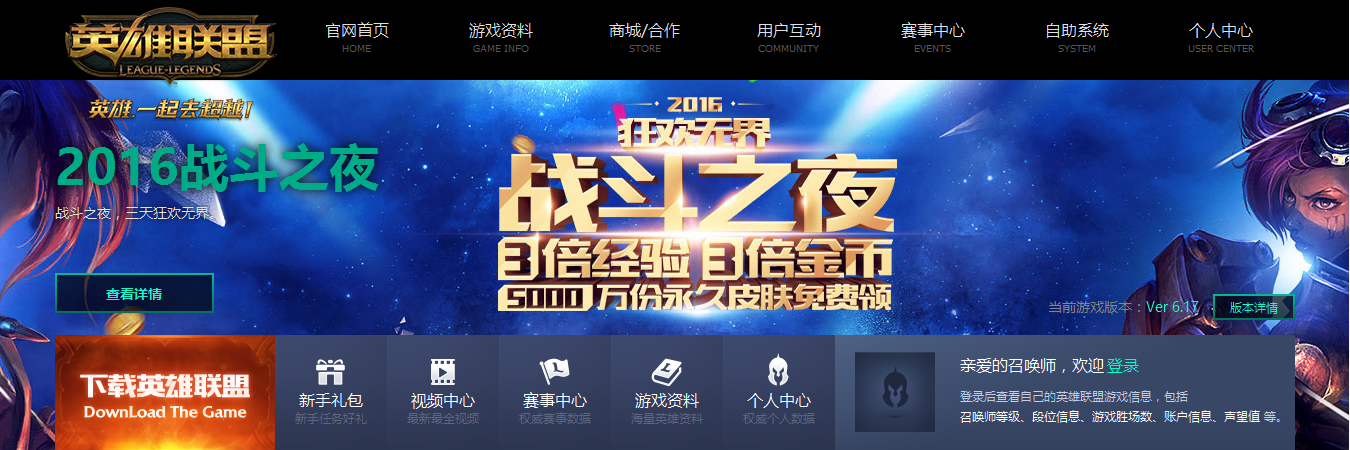 英雄联盟
LEAGUE of LEGENDS
官网首页 游戏资料 商城/合作 用户互动 赛事中心 自助系统 个人中心
HOME GAME INFO STORE COMMUNITY EVENTS SYSTEM USER CENTER
英雄,一起去超越!
2016战斗之夜
战斗之夜，三天狂欢无界。
查看详情
2016
狂欢无界
战斗之夜
3倍经验 3倍金币
5000万份永久皮肤免费领
当前游戏版本：Ver 6.17
版本详情
下载英雄联盟
DownLoad The Game
新手礼包 视频中心 赛事中心 游戏资料 个人中心
新手任务好礼 最新最全视频 权威赛事数据 海量英雄资料 权威个人数据
亲爱的召唤师，欢迎登录
登录后查看自己的英雄联盟游戏信息，包括
召唤师等级、段位信息、游戏胜场数、账户信息、声望值 等。